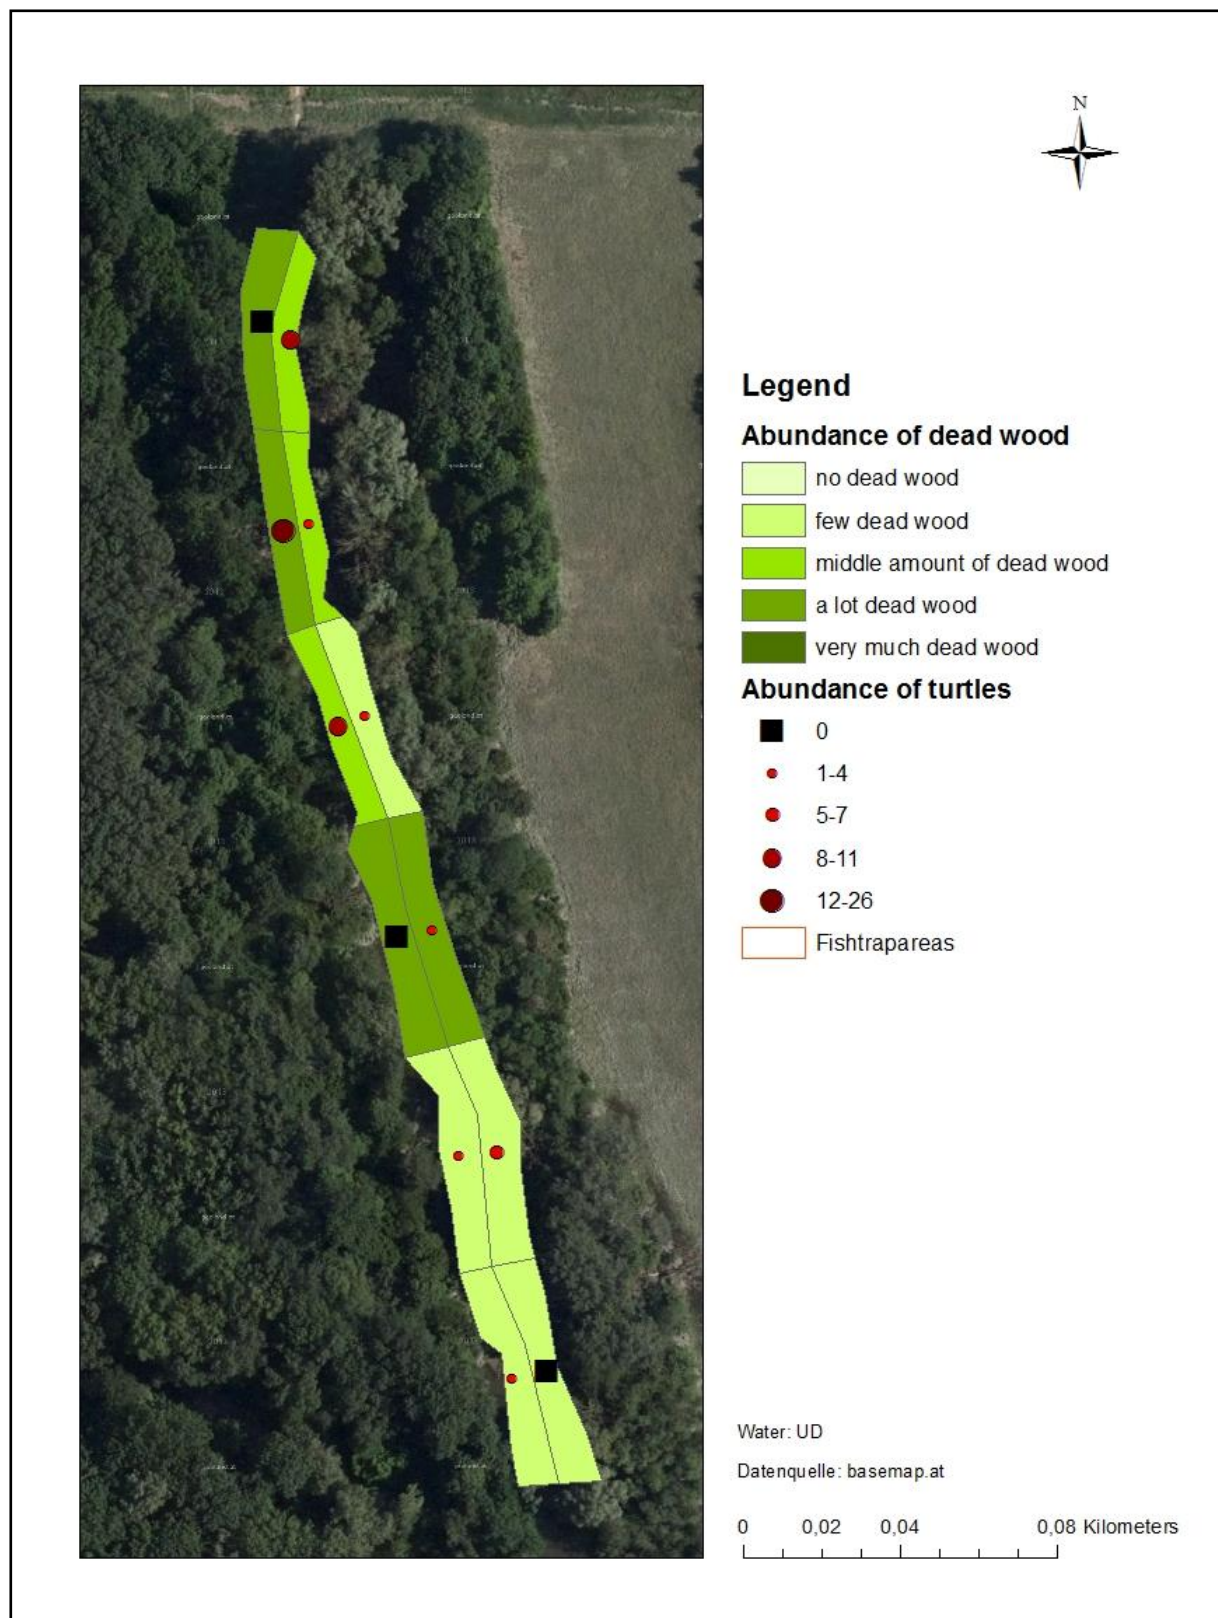 N
Legend
Abundance of dead wood
no dead wood
few dead wood
middle amount of dead wood
a lot dead wood
very much dead wood
Abundance of turtles
0
1-4
5-7
8-11
12-26
Fishtrapareas
Water: UD
Datenquelle: basemap.at
0 0,02 0,04 0,08 Kilometers